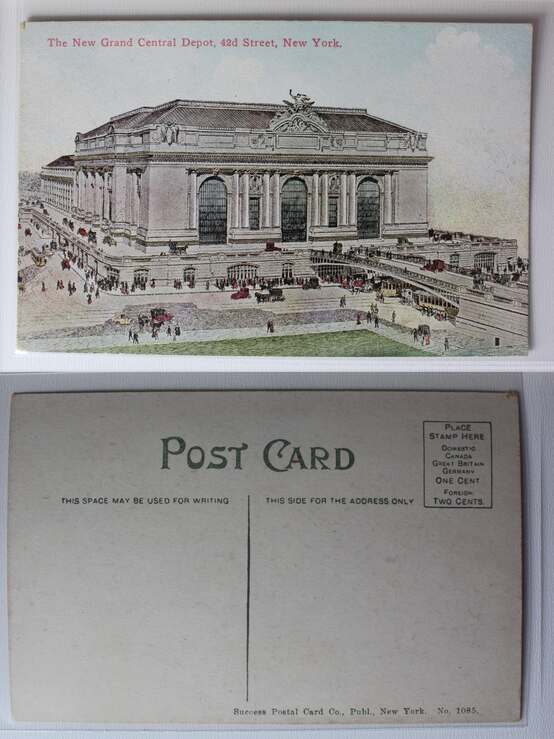 The New Grand Central Depot, 42d Street, New York.
POST CARD
PLACE
STAMP HERE
DOMESTIC
CANADA
GREAT BRITAIN
GERMANY
ONE CENT
FOREIGN
TWO CENTS.
THIS SPACE MAY BE USED FOR WRITING
THIS SIDE FOR THE ADDRESS ONLY
Success Postal Card Co., Publ., New York. No. 1085.